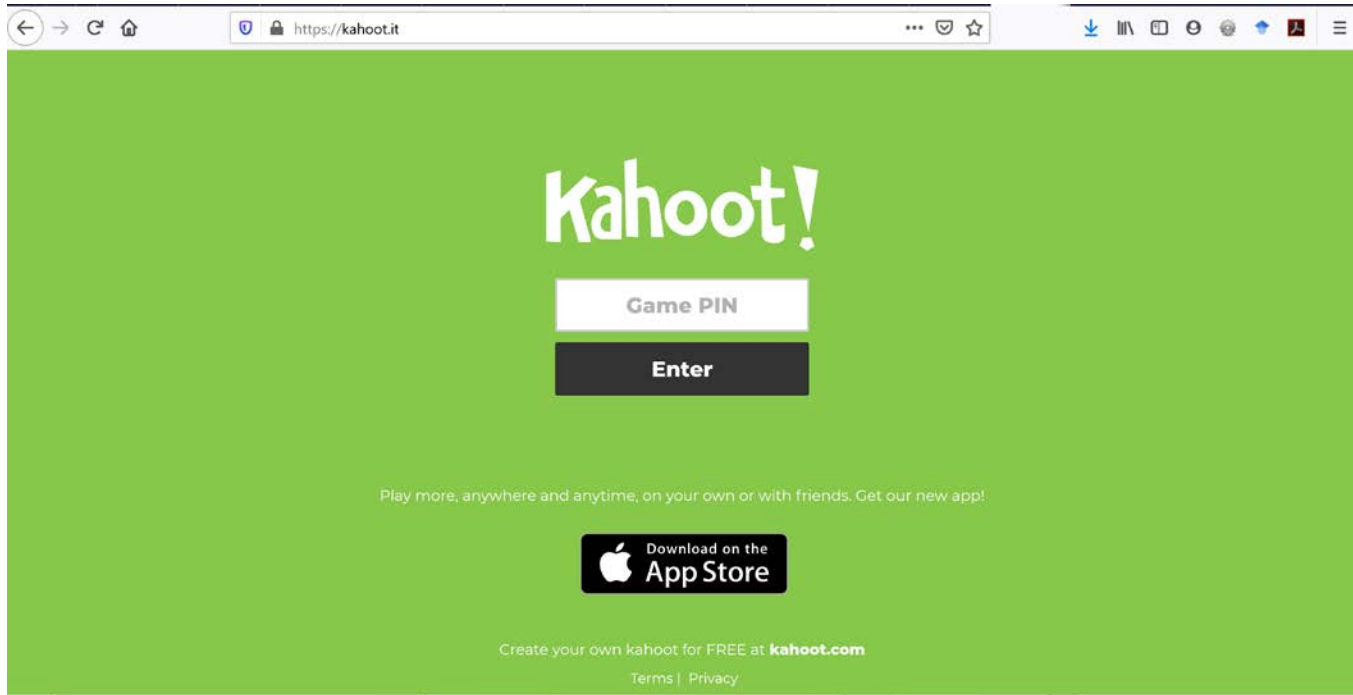 https://kahoot.it
Kahoot!
Game PIN
Enter
Play more, anywhere and anytime, on your own or with friends. Get our new app!
Download on the
App Store
Create your own kahoot for FREE at kahoot.com
Terms | Privacy